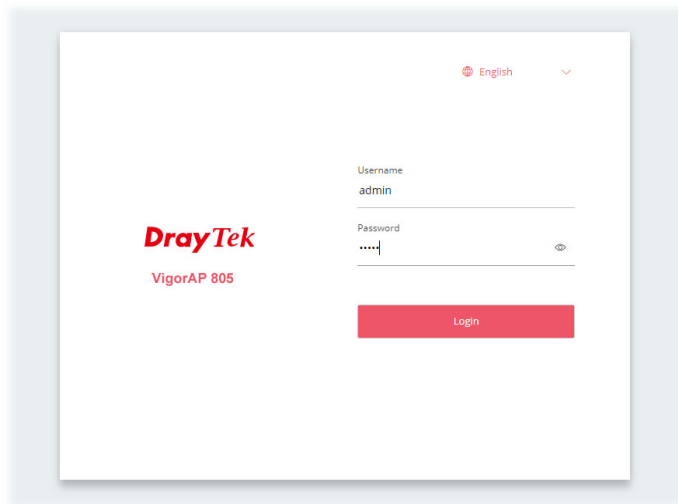 English
Username
admin
DrayTek
VigorAP 805
Password
•••••
Login